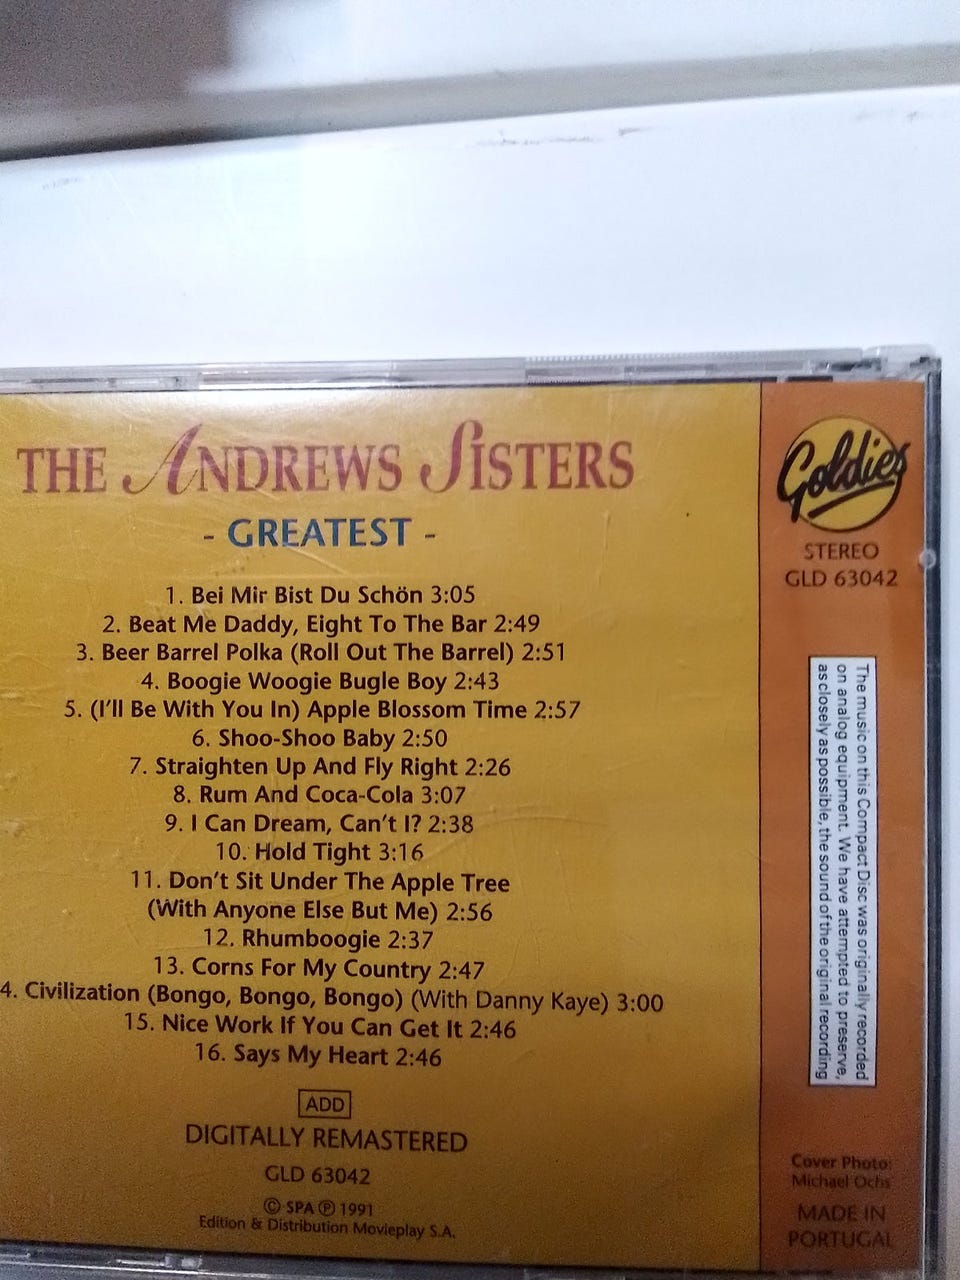 THE ANDREWS SISTERS
- GREATEST -
1. Bei Mir Bist Du Schön 3:05
2. Beat Me Daddy, Eight To The Bar 2:49
3. Beer Barrel Polka (Roll Out The Barrel) 2:51
4. Boogie Woogie Bugle Boy 2:43
5. (I'll Be With You In) Apple Blossom Time 2:57
6. Shoo-Shoo Baby 2:50
7. Straighten Up And Fly Right 2:26
8. Rum And Coca-Cola 3:07
9. I Can Dream, Can't I? 2:38
10. Hold Tight 3:16
11. Don't Sit Under The Apple Tree
(With Anyone Else But Me) 2:56
12. Rhumboogie 2:37
13. Corns For My Country 2:47
4. Civilization (Bongo, Bongo, Bongo) (With Danny Kaye) 3:00
15. Nice Work If You Can Get It 2:46
16. Says My Heart 2:46
ADD
DIGITALLY REMASTERED
GLD 63042
© SPA ℗ 1991
Edition & Distribution Movieplay S.A.
Goldies
STEREO
GLD 63042
The music on this Compact Disc was originally recorded
on analog equipment. We have attempted to preserve,
as closely as possible, the sound of the original recording
Cover Photo:
Michael Ochs
MADE IN
PORTUGAL